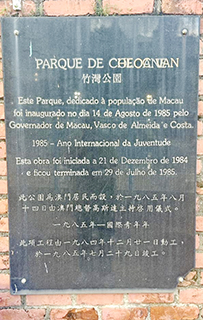 PARQUE DE CHEOC VAN
竹灣公園
Este Parque, dedicado à população de Macau
foi inaugurado no dia 14 de Agosto de 1985 pelo
Governador de Macau, Vasco de Almeida e Costa.
1985 - Ano Internacional da Juventude
Esta obra foi iniciada a 21 de Dezembro de 1984
e ficou terminada em 29 de Julho de 1985.
此公園為澳門居民而設，於一九八五年八月
十四日由澳門總督高斯達主持啓用儀式。
一九八五年—國際青年年
此項工程由一九八四年十二月廿一日動工，
於一九八五年七月二十九日竣工。